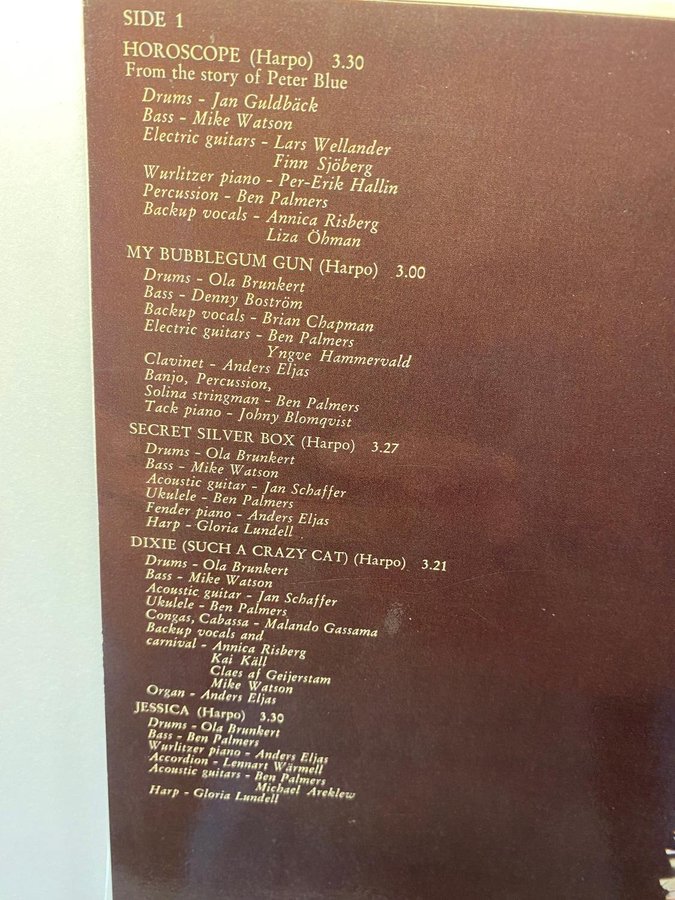 SIDE 1
HOROSCOPE (Harpo) 3.30
From the story of Peter Blue
Drums - Jan Guldbäck
Bass - Mike Watson
Electric guitars - Lars Wellander
Finn Sjöberg
Wurlitzer piano - Per-Erik Hallin
Percussion - Ben Palmers
Backup vocals - Annica Risberg
Liza Öhman
MY BUBBLEGUM GUN (Harpo) 3.00
Drums - Ola Brunkert
Bass - Denny Boström
Backup vocals - Brian Chapman
Electric guitars - Ben Palmers
Yngve Hammervald
Clavinet - Anders Eljas
Banjo, Percussion,
Solina stringman - Ben Palmers
Tack piano - Johny Blomqvist
SECRET SILVER BOX (Harpo) 3.27
Drums - Ola Brunkert
Bass - Mike Watson
Acoustic guitar - Jan Schaffer
Ukulele - Ben Palmers
Fender piano - Anders Eljas
Harp - Gloria Lundell
DIXIE (SUCH A CRAZY CAT) (Harpo) 3.21
Drums - Ola Brunkert
Bass - Mike Watson
Acoustic guitar - Jan Schaffer
Ukulele - Ben Palmers
Congas, Cabassa - Malando Gassama
Backup vocals and
carnival - Annica Risberg
Kai Käll
Claes af Geijerstam
Mike Watson
Organ - Anders Eljas
JESSICA (Harpo) 3.30
Drums - Ola Brunkert
Bass - Ben Palmers
Wurlitzer piano - Anders Eljas
Accordion - Lennart Wärmell
Acoustic guitars - Ben Palmers
Michael Areklew
Harp - Gloria Lundell